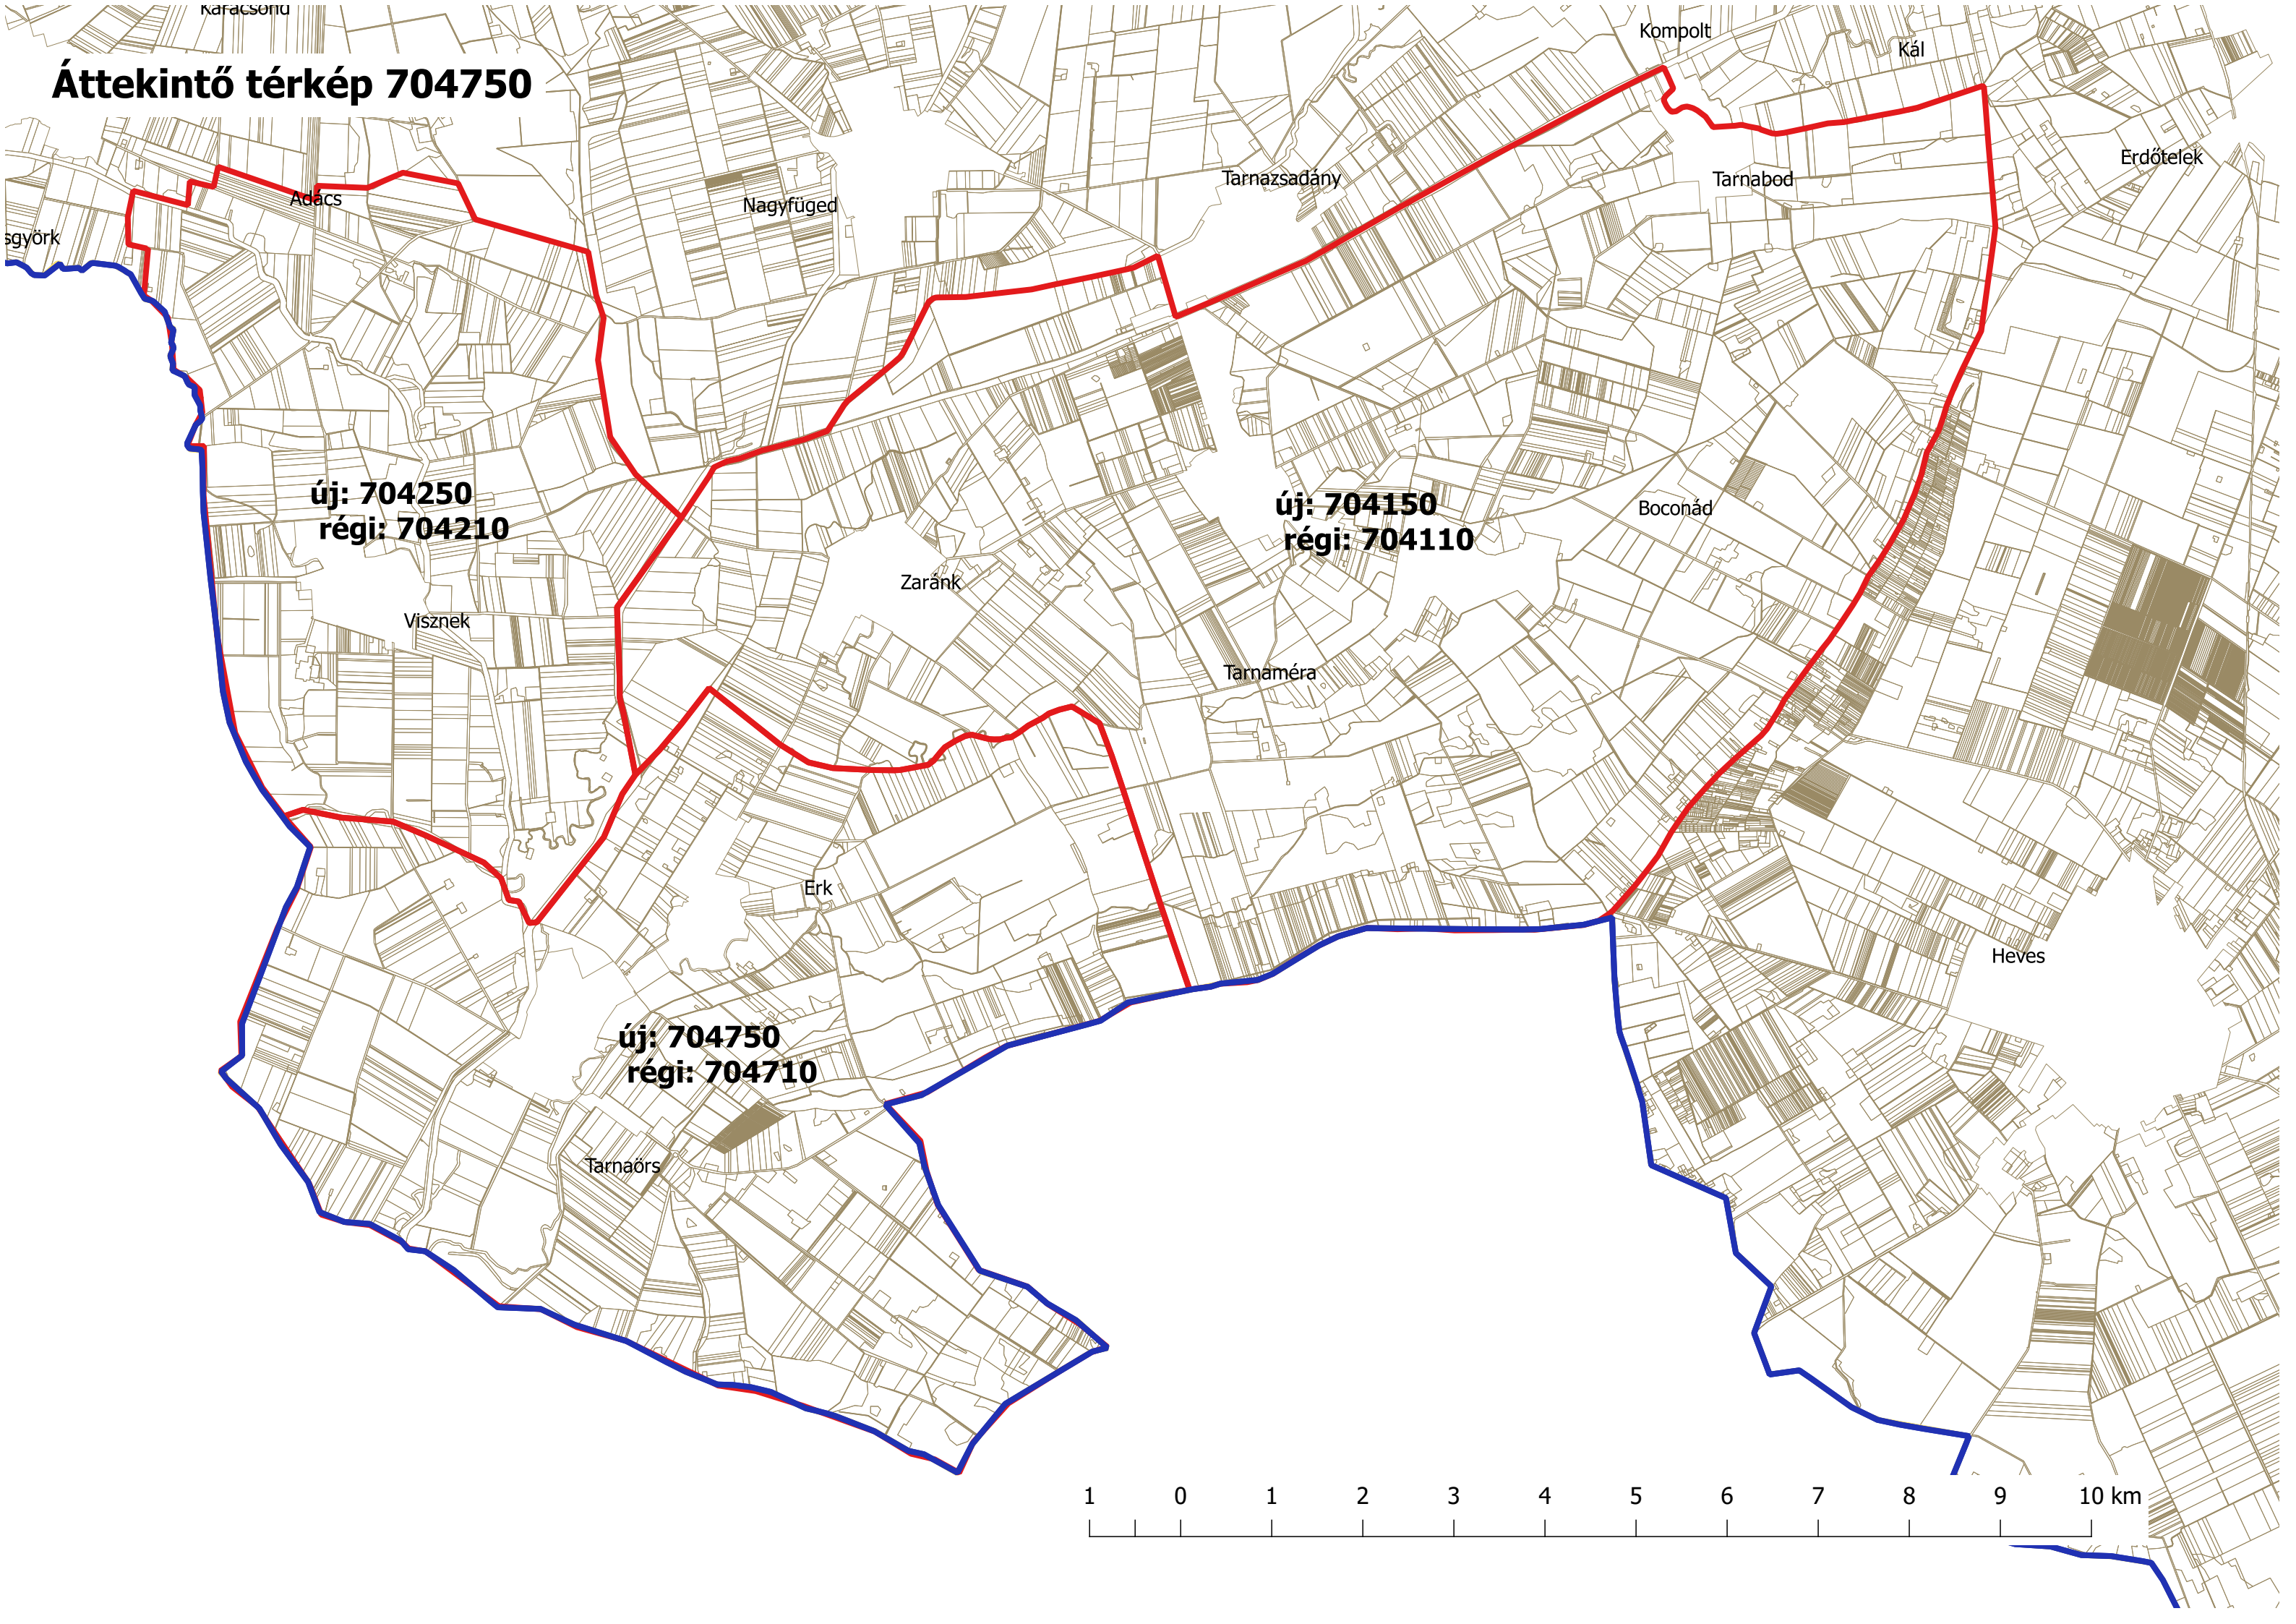 Karácsond
Kompolt
Kál
Áttekintő térkép 704750
Erdőtelek
Tarnazsadány
Tarnabod
Adács
Nagyfüged
sgyörk
új: 704250
régi: 704210
új: 704150
régi: 704110
Boconád
Zaránk
Visznek
Tarnaméra
Erk
Heves
új: 704750
régi: 704710
Tarnaörs
1 0 1 2 3 4 5 6 7 8 9 10 km